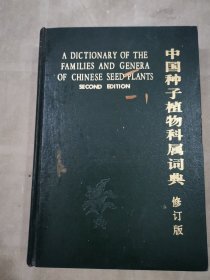 A DICTIONARY OF THE
FAMILIES AND GENERA
OF CHINESE SEED PLANTS
SECOND EDITION
中国种子植物科属词典
修订版